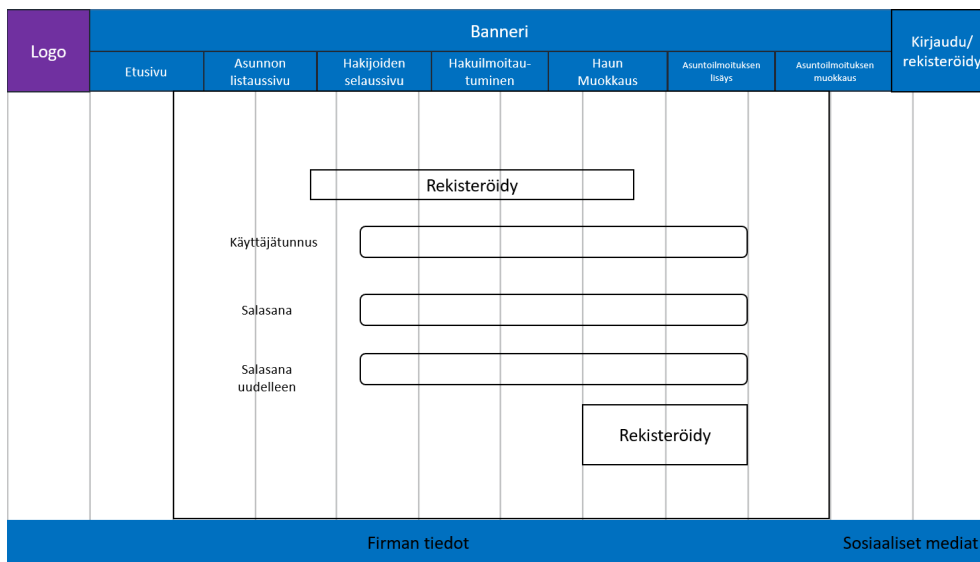 Logo
Banneri
Kirjaudu/
rekisteröidy
Etusivu
Asunnon
listaussivu
Hakijoiden
selaussivu
Hakuilmoitau-
tuminen
Haun
Muokkaus
Asuntoilmoituksen
lisäys
Asuntoilmoituksen
muokkaus
Rekisteröidy
Käyttäjätunnus
Salasana
Salasana
uudelleen
Rekisteröidy
Firman tiedot
Sosiaaliset mediat